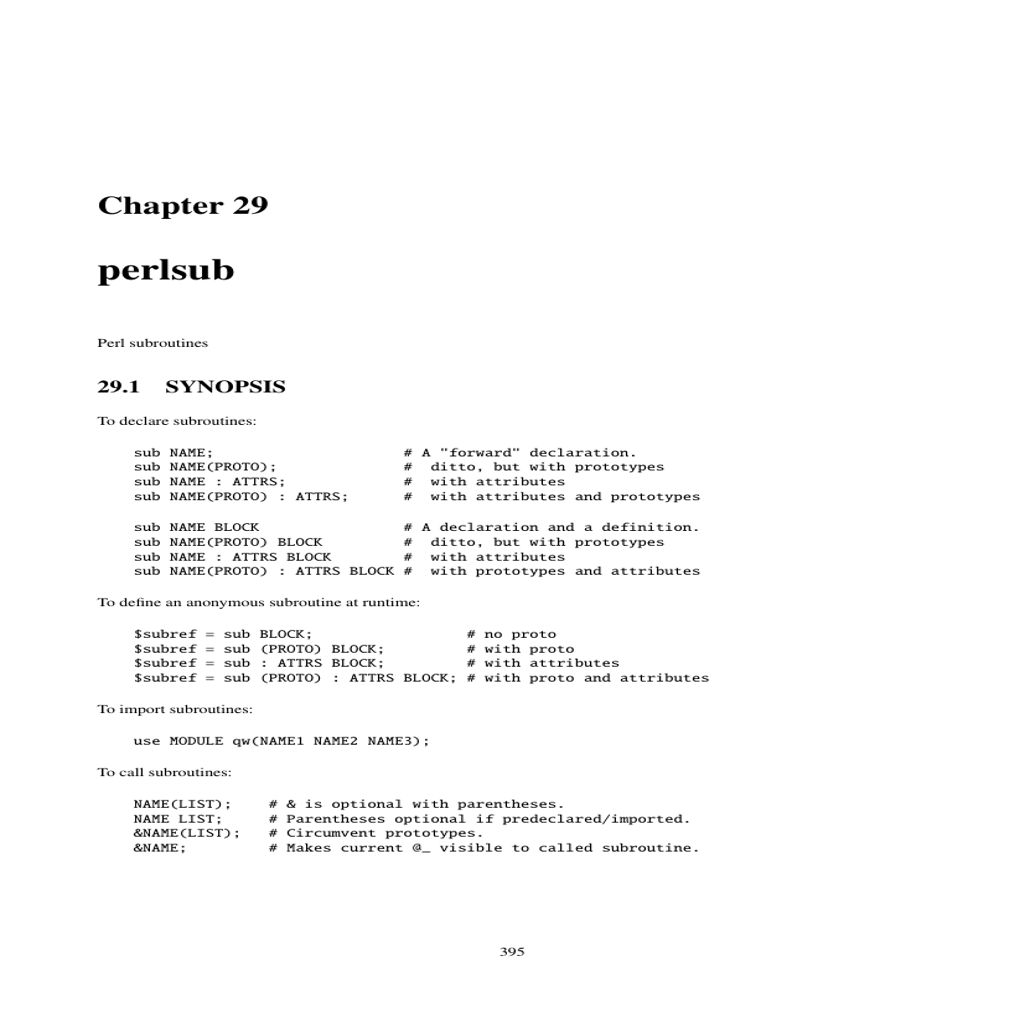 Chapter 29
perlsub
Perl subroutines
29.1 SYNOPSIS
To declare subroutines:
sub NAME; # A "forward" declaration.
sub NAME(PROTO); # ditto, but with prototypes
sub NAME : ATTRS; # with attributes
sub NAME(PROTO) : ATTRS; # with attributes and prototypes
sub NAME BLOCK # A declaration and a definition.
sub NAME(PROTO) BLOCK # ditto, but with prototypes
sub NAME : ATTRS BLOCK # with attributes
sub NAME(PROTO) : ATTRS BLOCK # with prototypes and attributes
To define an anonymous subroutine at runtime:
$subref = sub BLOCK; # no proto
$subref = sub (PROTO) BLOCK; # with proto
$subref = sub : ATTRS BLOCK; # with attributes
$subref = sub (PROTO) : ATTRS BLOCK; # with proto and attributes
To import subroutines:
use MODULE qw(NAME1 NAME2 NAME3);
To call subroutines:
NAME(LIST); # & is optional with parentheses.
NAME LIST; # Parentheses optional if predeclared/imported.
&NAME(LIST); # Circumvent prototypes.
&NAME; # Makes current @_ visible to called subroutine.
395